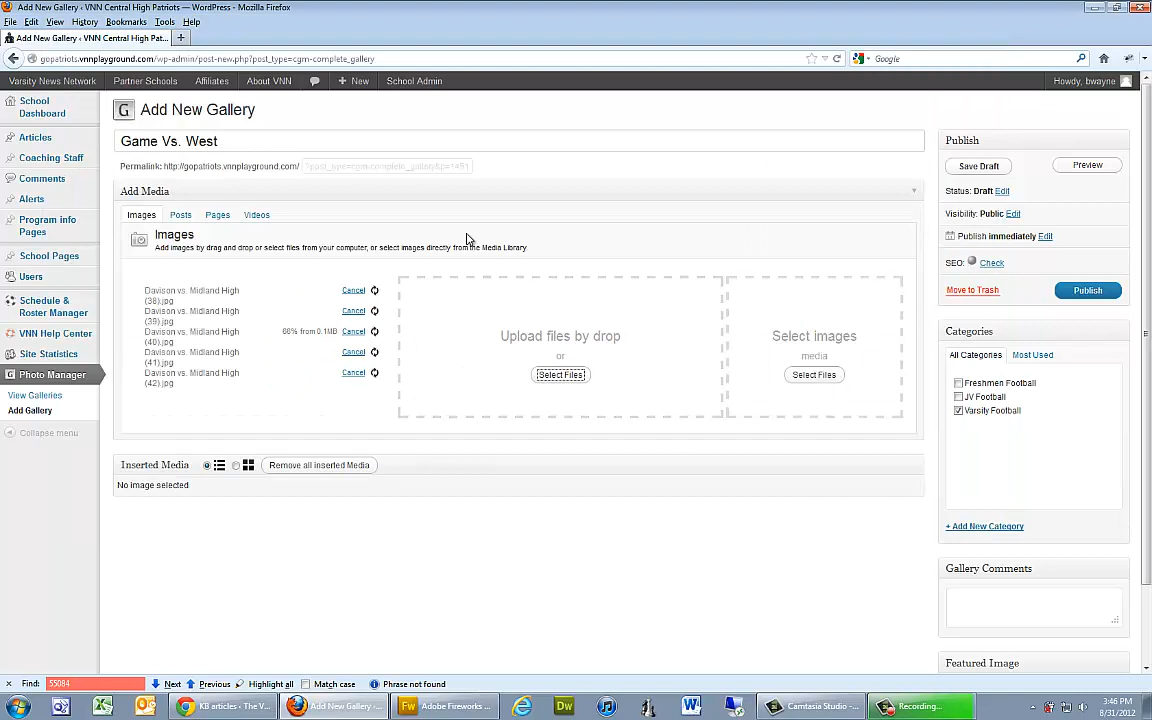 Add New Gallery ‹ VNN Central High Patriots — WordPress - Mozilla Firefox
File Edit View History Bookmarks Tools Help
Add New Gallery ‹ VNN Central High Pat... +
gopatriots.vnnplayground.com/wp-admin/post-new.php?post_type=cgm-complete_gallery
Google
Varsity News Network Partner Schools Affiliates About VNN + New School Admin Howdy, bwayne
School Dashboard
Articles
Coaching Staff
Comments
Alerts
Program info Pages
School Pages
Users
Schedule & Roster Manager
VNN Help Center
Site Statistics
Photo Manager
View Galleries
Add Gallery
Collapse menu
G Add New Gallery
Game Vs. West
Permalink: http://gopatriots.vnnplayground.com/
Add Media
Images Posts Pages Videos
Images
Add images by drag and drop or select files from your computer, or select images directly from the Media Library.
Davison vs. Midland High Cancel
(38).jpg
Davison vs. Midland High Cancel
(39).jpg
Davison vs. Midland High 66% from 0.1MB Cancel
(40).jpg
Davison vs. Midland High Cancel
(41).jpg
Davison vs. Midland High Cancel
(42).jpg
Upload files by drop
or
Select Files
Select images
media
Select Files
Inserted Media Remove all inserted Media
No image selected
Publish
Save Draft Preview
Status: Draft Edit
Visibility: Public Edit
Publish immediately Edit
SEO: Check
Move to Trash Publish
Categories
All Categories Most Used
Freshmen Football
JV Football
Varsity Football
+ Add New Category
Gallery Comments
Featured Image
× Find: 55084 Next Previous Highlight all Match case Phrase not found
KB articles ‹ The V... Add New Gallery ‹... Fw Adobe Fireworks ... Dw W Camtasia Studio -... Recording...
3:46 PM
8/31/2012